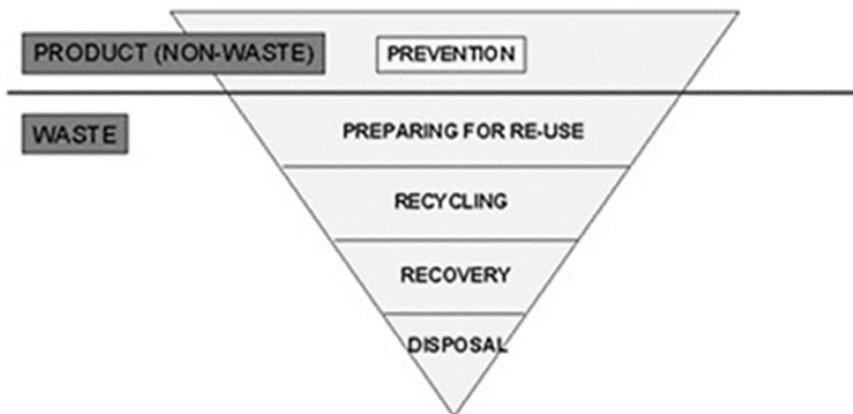 PRODUCT (NON-WASTE)
PREVENTION
WASTE
PREPARING FOR RE-USE
RECYCLING
RECOVERY
DISPOSAL